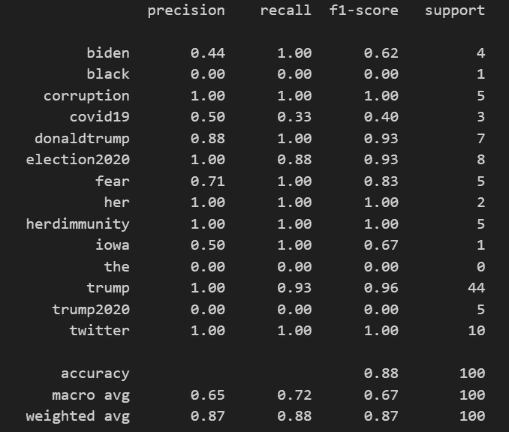 precision recall f1-score support
biden 0.44 1.00 0.62 4
black 0.00 0.00 0.00 1
corruption 1.00 1.00 1.00 5
covid19 0.50 0.33 0.40 3
donaldtrump 0.88 1.00 0.93 7
election2020 1.00 0.88 0.93 8
fear 0.71 1.00 0.83 5
her 1.00 1.00 1.00 2
herdimmunity 1.00 1.00 1.00 5
iowa 0.50 1.00 0.67 1
the 0.00 0.00 0.00 0
trump 1.00 0.93 0.96 44
trump2020 0.00 0.00 0.00 5
twitter 1.00 1.00 1.00 10
accuracy 0.88 100
macro avg 0.65 0.72 0.67 100
weighted avg 0.87 0.88 0.87 100